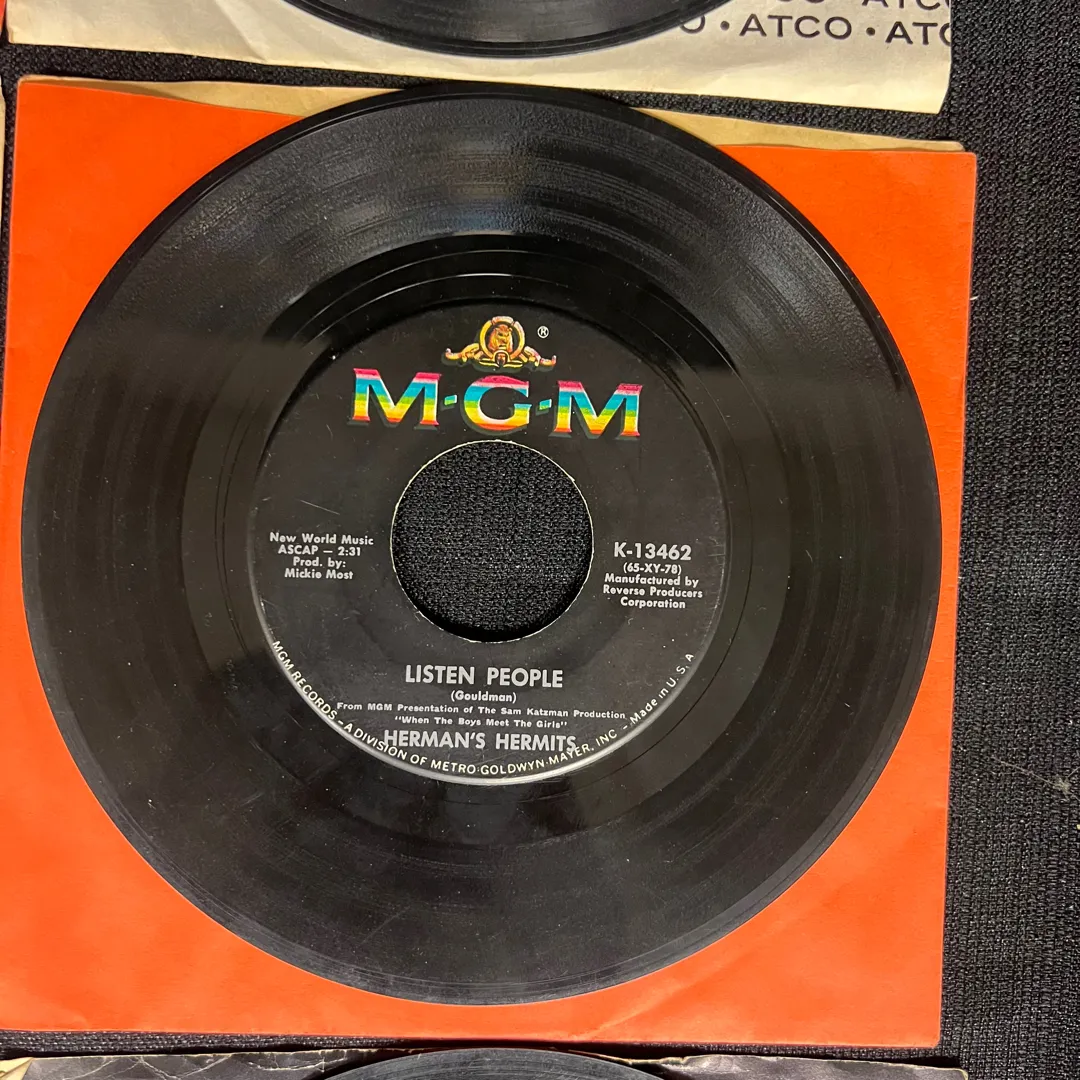 ATCO
• ATCO • ATC
®
M-G-M
New World Music
ASCAP — 2:31
Prod. by:
Mickie Most
K-13462
(65-XY-78)
Manufactured by
Reverse Producers
Corporation
LISTEN PEOPLE
(Gouldman)
From MGM Presentation of The Sam Katzman Production
"When The Boys Meet The Girls"
HERMAN'S HERMITS
MGM RECORDS – A DIVISION OF METRO-GOLDWYN-MAYER, INC – Made in U.S.A